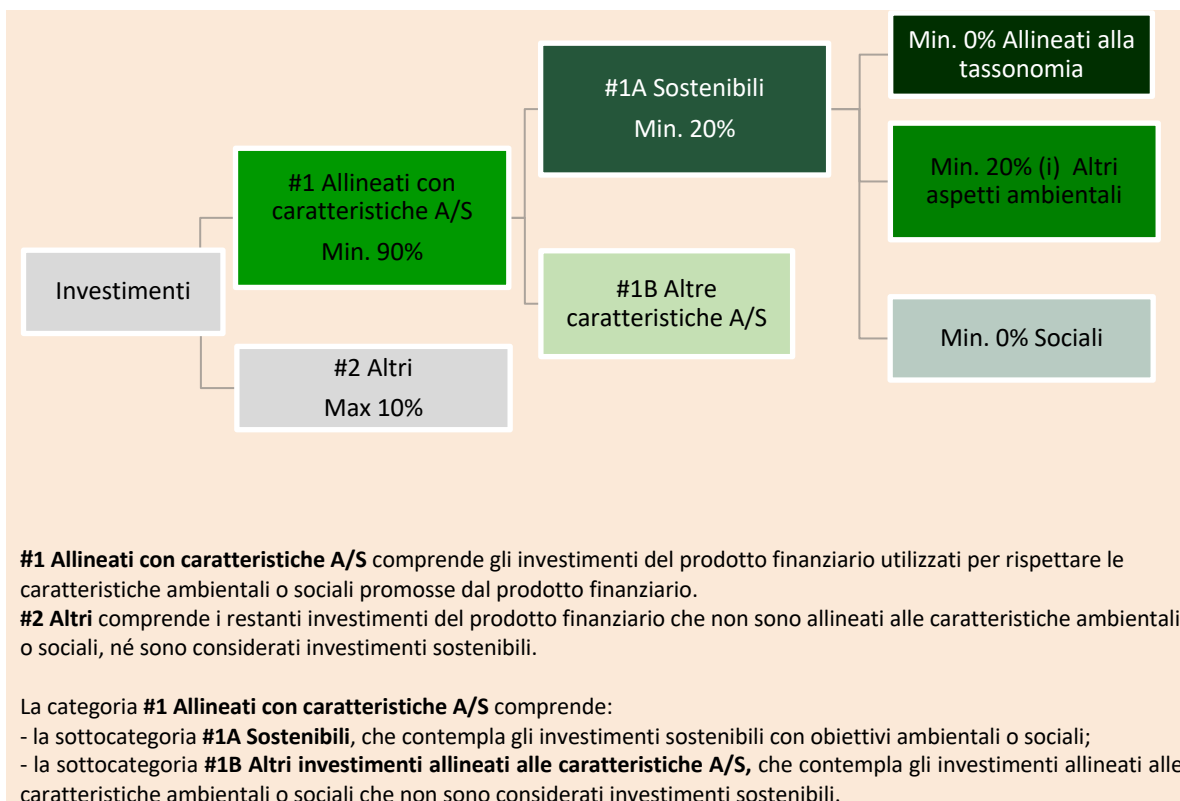 Investimenti
#1 Allineati con
caratteristiche A/S
Min. 90%
#2 Altri
Max 10%
#1A Sostenibili
Min. 20%
#1B Altre
caratteristiche A/S
Min. 0% Allineati alla
tassonomia
Min. 20% (i) Altri
aspetti ambientali
Min. 0% Sociali
#1 Allineati con caratteristiche A/S comprende gli investimenti del prodotto finanziario utilizzati per rispettare le
caratteristiche ambientali o sociali promosse dal prodotto finanziario.
#2 Altri comprende i restanti investimenti del prodotto finanziario che non sono allineati alle caratteristiche ambientali
o sociali, né sono considerati investimenti sostenibili.
La categoria #1 Allineati con caratteristiche A/S comprende:
- la sottocategoria #1A Sostenibili, che contempla gli investimenti sostenibili con obiettivi ambientali o sociali;
- la sottocategoria #1B Altri investimenti allineati alle caratteristiche A/S, che contempla gli investimenti allineati alle
caratteristiche ambientali o sociali che non sono considerati investimenti sostenibili.